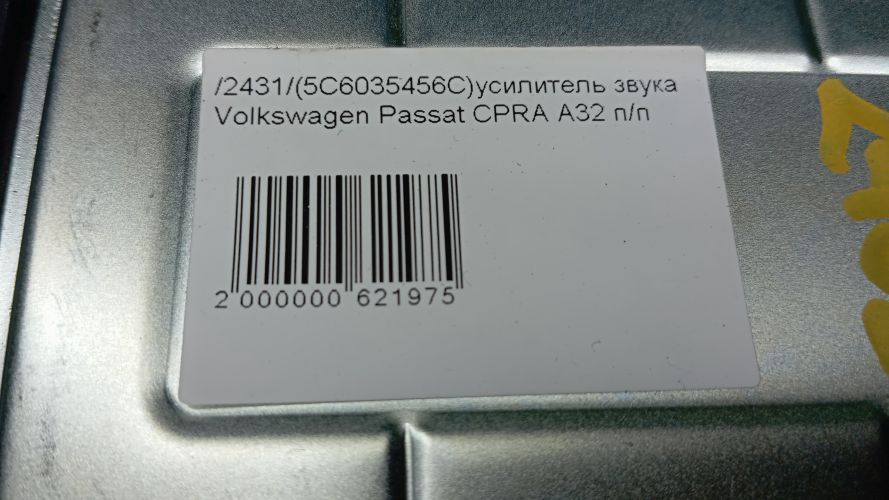 /2431/(5C6035456C)усилитель звука
Volkswagen Passat CPRA A32 п/п
2 000000 621975